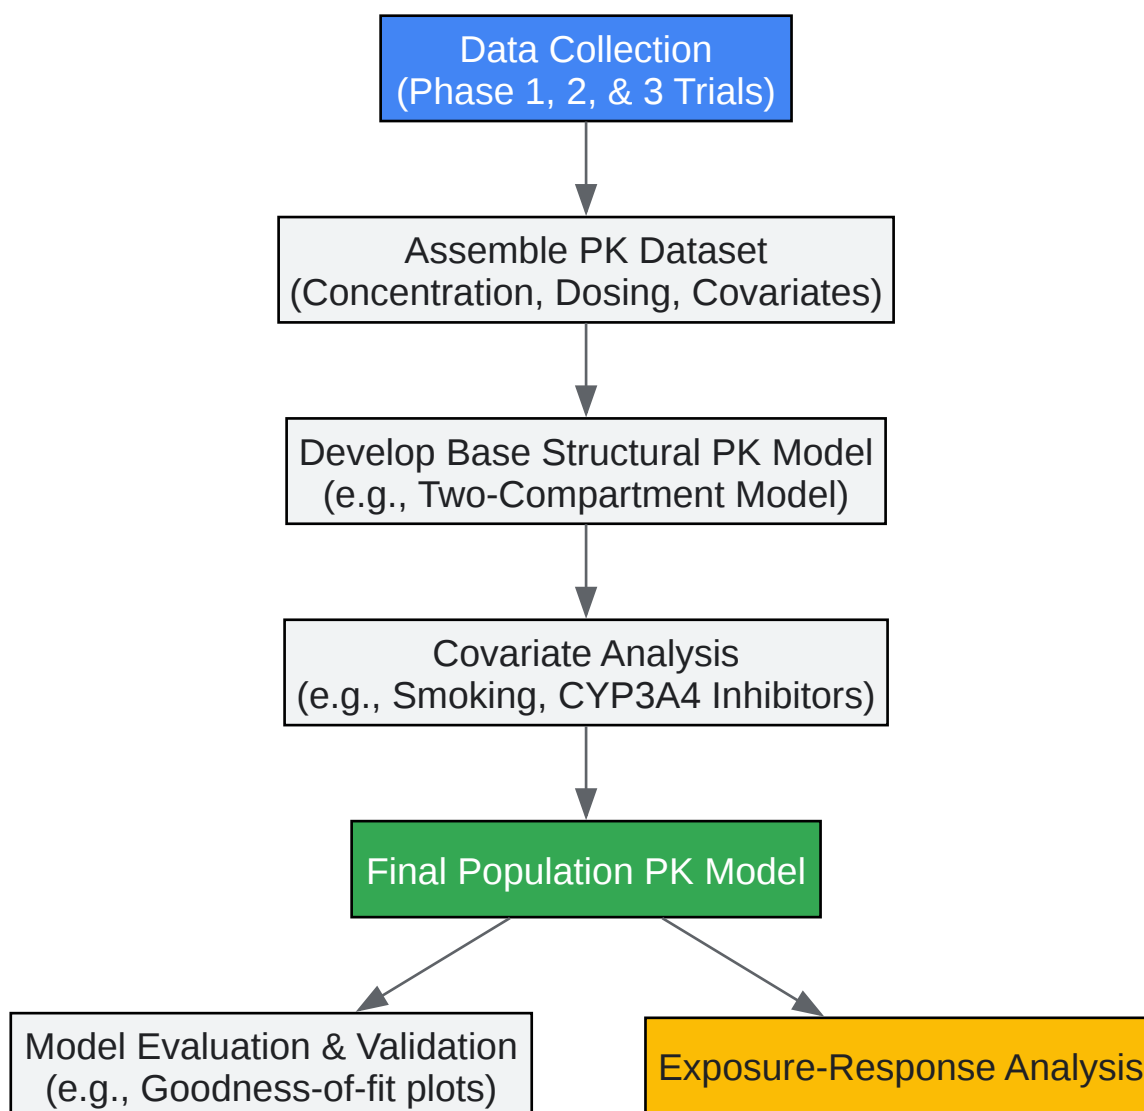 Data Collection
(Phase 1, 2, & 3 Trials)
Assemble PK Dataset
(Concentration, Dosing, Covariates)
Develop Base Structural PK Model
(e.g., Two-Compartment Model)
Covariate Analysis
(e.g., Smoking, CYP3A4 Inhibitors)
Final Population PK Model
Model Evaluation & Validation
(e.g., Goodness-of-fit plots)
Exposure-Response Analysis